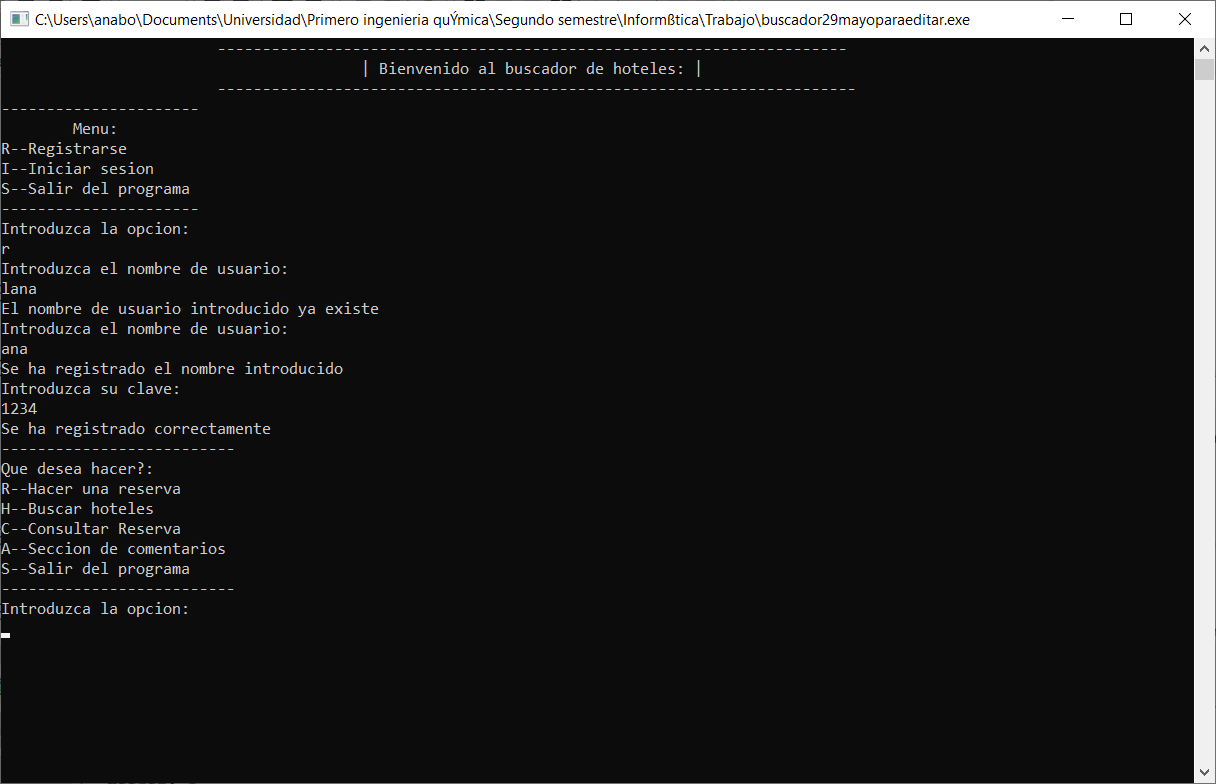 C:\Users\anabo\Documents\Universidad\Primero ingenieria quÝmica\Segundo semestre\Informßtica\Trabajo\buscador29mayoparaeditar.exe
----------------------------------------------------------------------
| Bienvenido al buscador de hoteles: |
-----------------------------------------------------------------------
----------------------
Menu:
R--Registrarse
I--Iniciar sesion
S--Salir del programa
----------------------
Introduzca la opcion:
r
Introduzca el nombre de usuario:
lana
El nombre de usuario introducido ya existe
Introduzca el nombre de usuario:
ana
Se ha registrado el nombre introducido
Introduzca su clave:
1234
Se ha registrado correctamente
--------------------------
Que desea hacer?:
R--Hacer una reserva
H--Buscar hoteles
C--Consultar Reserva
A--Seccion de comentarios
S--Salir del programa
--------------------------
Introduzca la opcion: